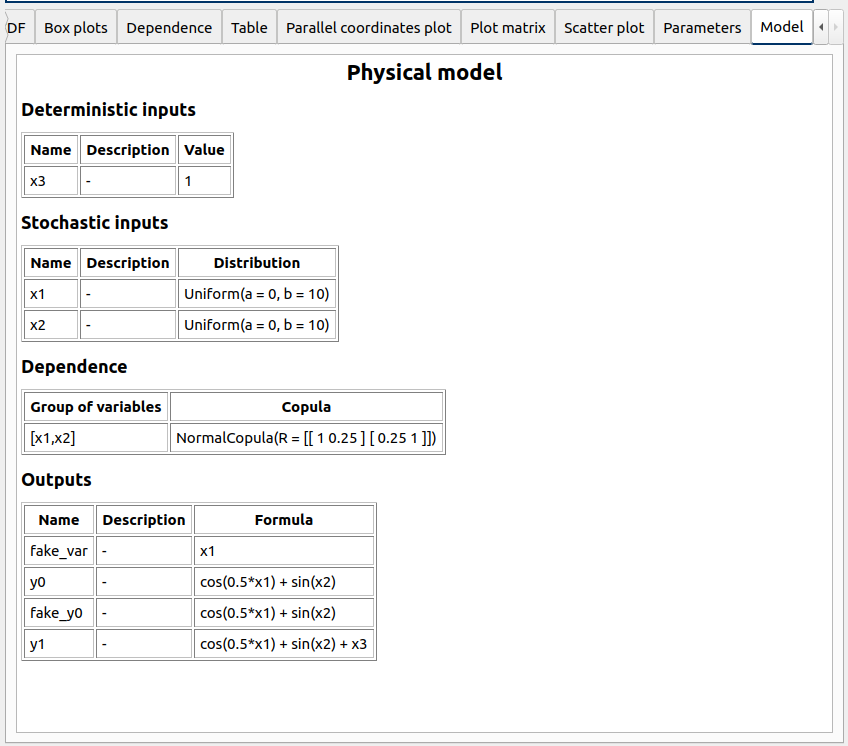 DF Box plots Dependence Table Parallel coordinates plot Plot matrix Scatter plot Parameters Model
Physical model
Deterministic inputs
Name Description Value
x3 - 1
Stochastic inputs
Name Description Distribution
x1 - Uniform(a = 0, b = 10)
x2 - Uniform(a = 0, b = 10)
Dependence
Group of variables Copula
[x1,x2] NormalCopula(R = [[ 1 0.25 ] [ 0.25 1 ]])
Outputs
Name Description Formula
fake_var - x1
y0 - cos(0.5*x1) + sin(x2)
fake_y0 - cos(0.5*x1) + sin(x2)
y1 - cos(0.5*x1) + sin(x2) + x3